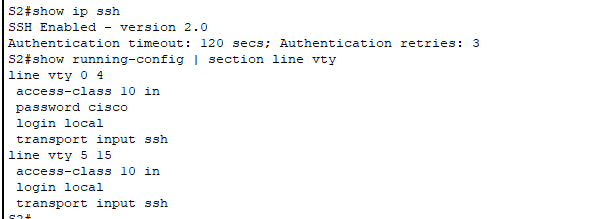 S2#show ip ssh
SSH Enabled - version 2.0
Authentication timeout: 120 secs; Authentication retries: 3
S2#show running-config | section line vty
line vty 0 4
 access-class 10 in
 password cisco
 login local
 transport input ssh
line vty 5 15
 access-class 10 in
 login local
 transport input ssh
S2#